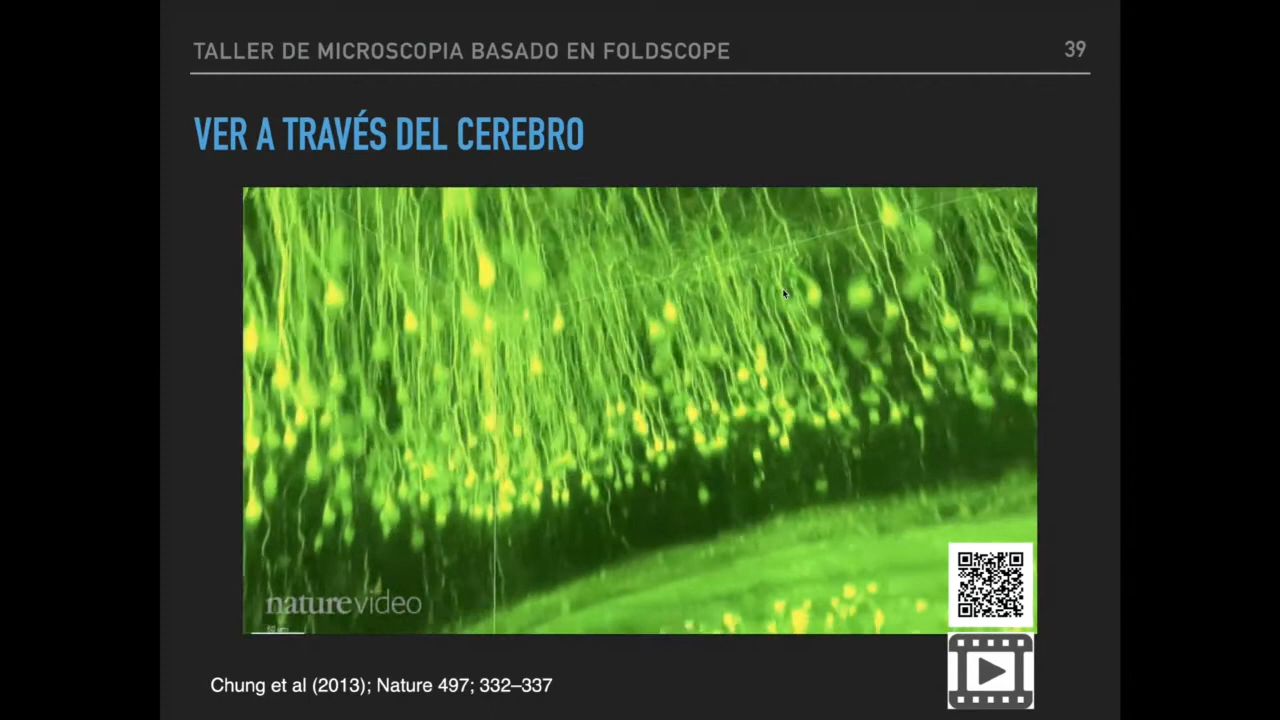 TALLER DE MICROSCOPIA BASADO EN FOLDSCOPE
39
VER A TRAVÉS DEL CEREBRO
naturevideo
Chung et al (2013); Nature 497; 332–337